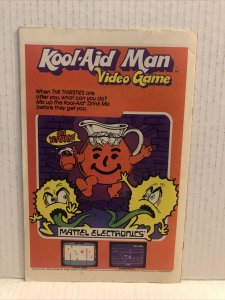 Kool-Aid Man
Video Game
When THE THIRSTIES are
after you, what can you do?
Mix up the Kool-Aid® Drink Mix
before they get you.
OH
YEAHH!
MATTEL ELECTRONICS®